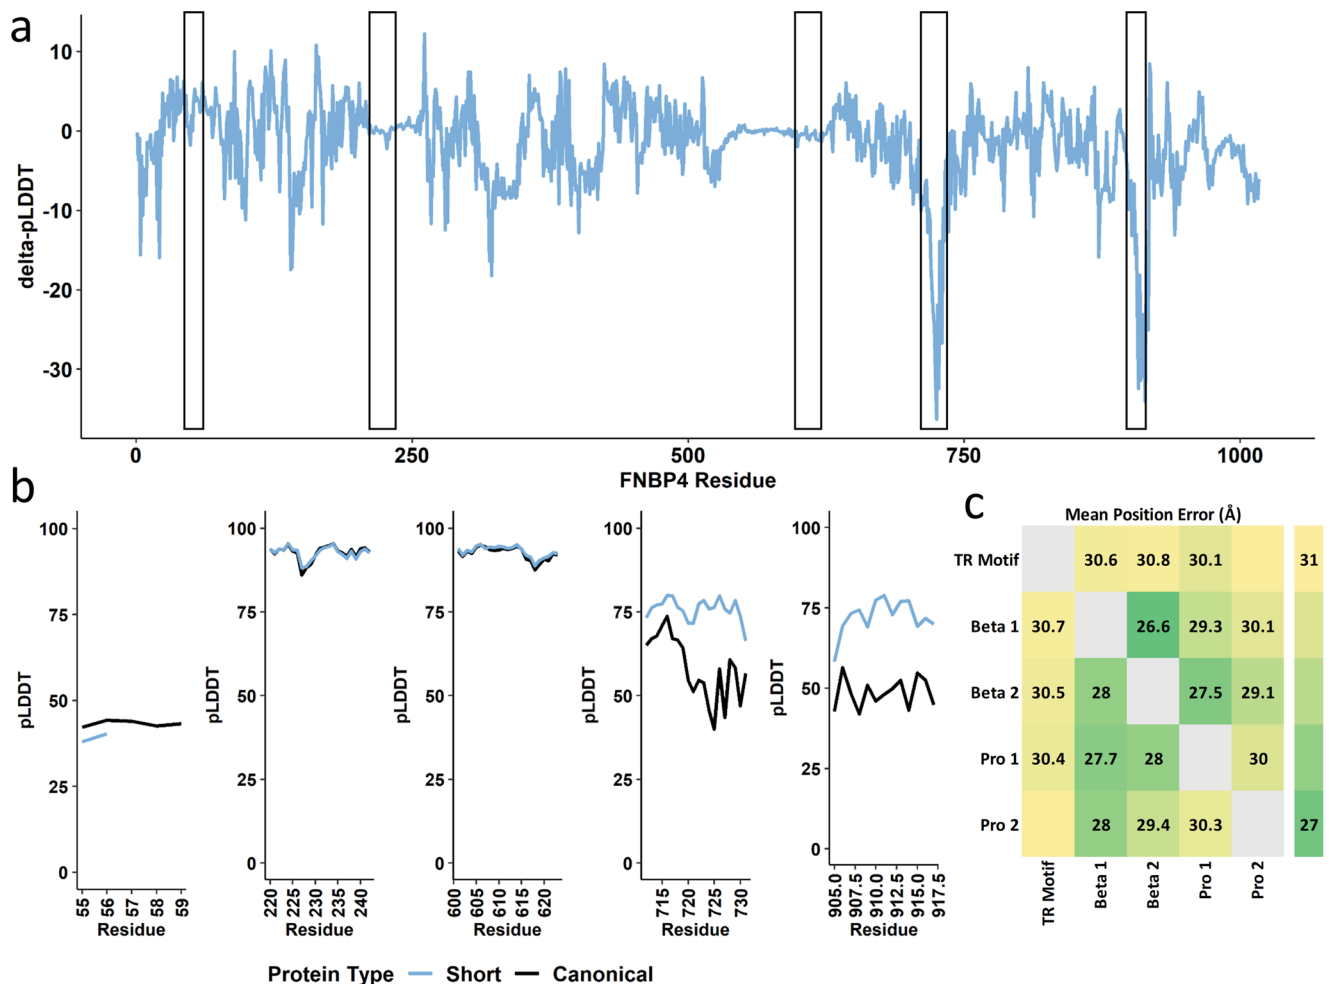 a
10
0
-10
-20
-30
delta-pLDDT
0 250 500 750 1000
FNBP4 Residue
b
100
75
50
25
0
pLDDT
55 56 57 58 59
Residue
100
75
50
25
0
pLDDT
220 225 230 235 240
Residue
100
75
50
25
0
pLDDT
600 605 610 615 620
Residue
100
75
50
25
0
pLDDT
715 720 725 730
Residue
100
75
50
25
0
pLDDT
905.0 907.5 910.0 912.5 915.0 917.5
Residue
Protein Type Short Canonical
c
Mean Position Error (Å)
TR Motif 30.6 30.8 30.1 31
Beta 1 30.7 26.6 29.3 30.1
Beta 2 30.5 28 27.5 29.1
Pro 1 30.4 27.7 28 30
Pro 2 28 29.4 30.3 27
TR Motif Beta 1 Beta 2 Pro 1 Pro 2